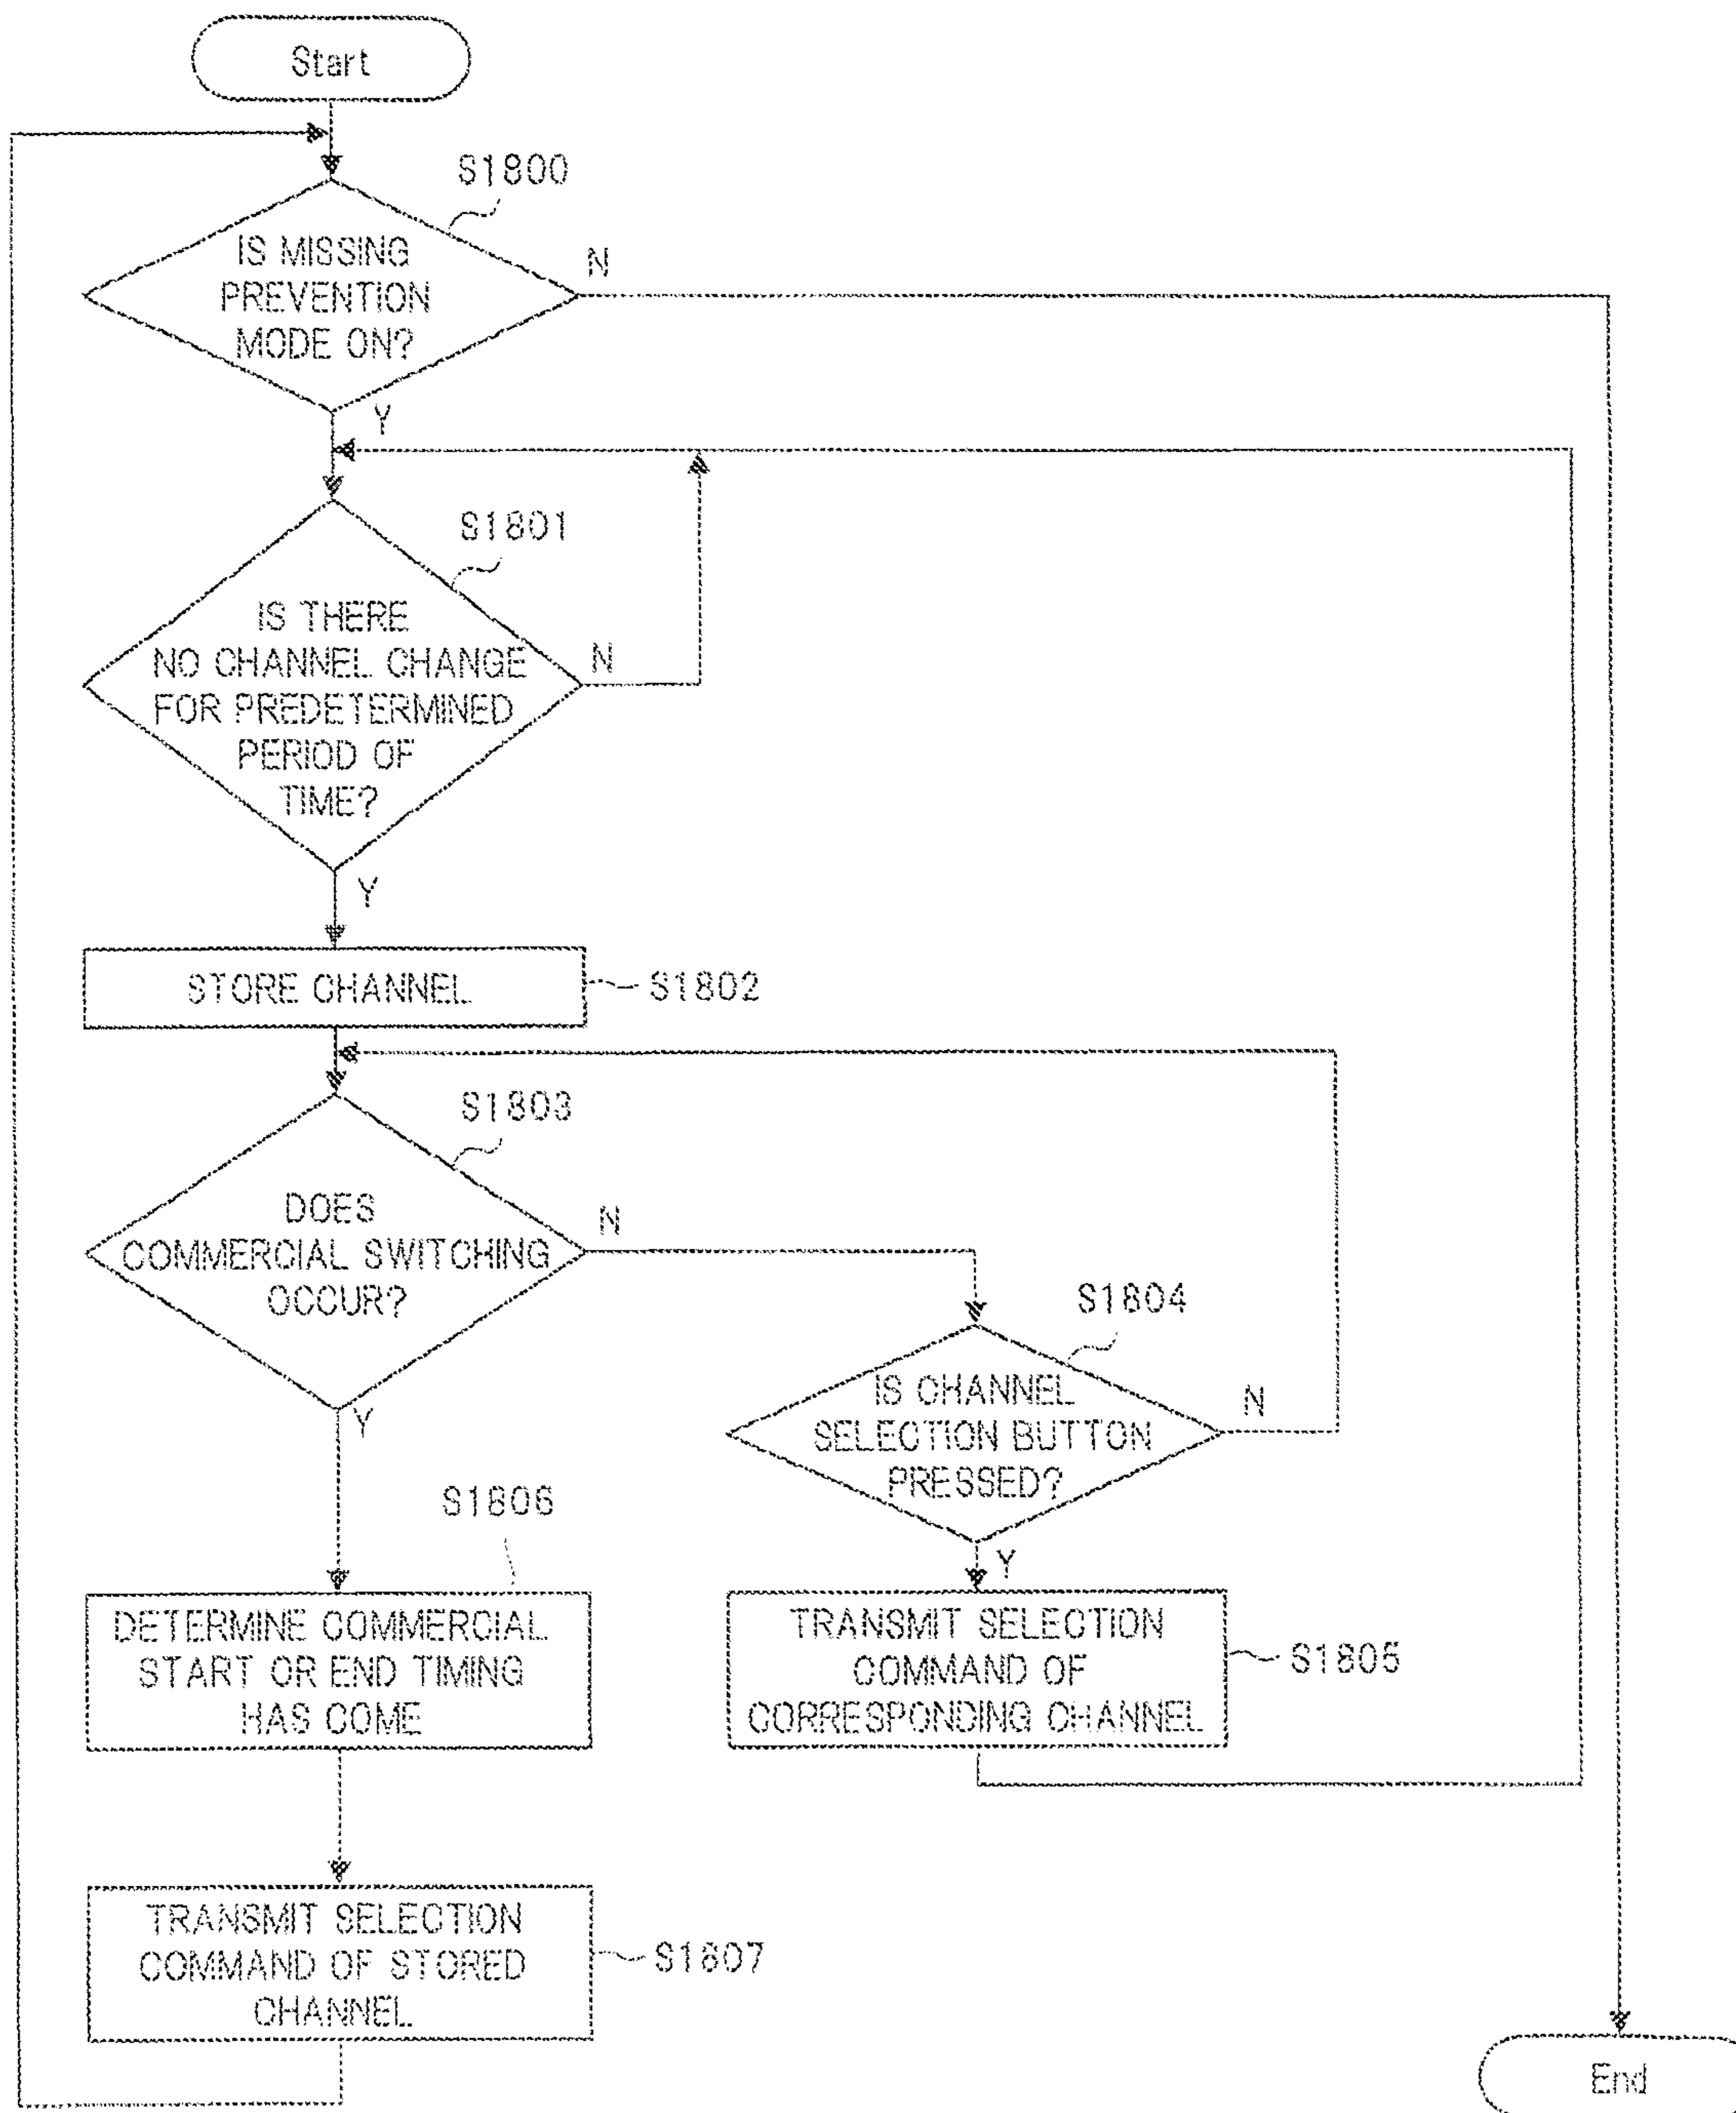 Start
S1800
IS MISSING
PREVENTION
MODE ON?
N
Y
S1801
IS THERE
NO CHANNEL CHANGE
FOR PREDETERMINED
PERIOD OF
TIME?
N
Y
STORE CHANNEL
S1802
S1803
DOES
COMMERCIAL SWITCHING
OCCUR?
N
Y
S1804
IS CHANNEL
SELECTION BUTTON
PRESSED?
N
Y
S1806
DETERMINE COMMERCIAL
START OR END TIMING
HAS COME
TRANSMIT SELECTION
COMMAND OF
CORRESPONDING CHANNEL
S1805
TRANSMIT SELECTION
COMMAND OF STORED
CHANNEL
S1807
End